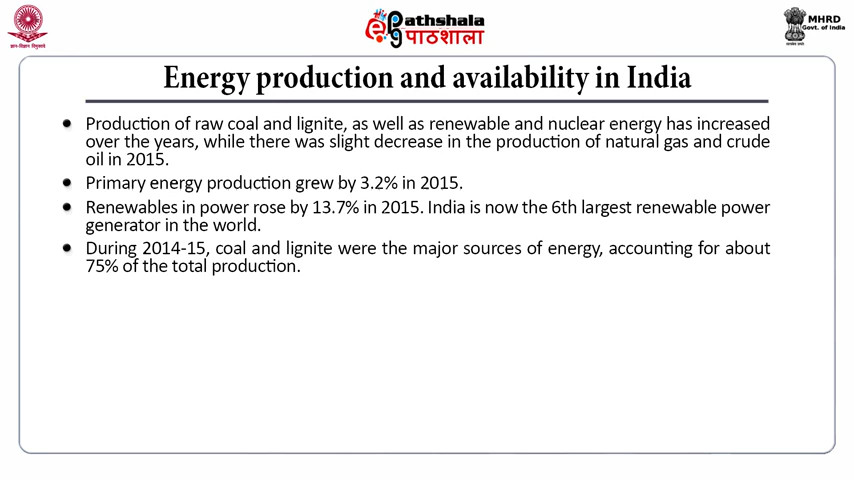 ePathshala
पाठशाला
MHRD
Govt. of India
Energy production and availability in India
Production of raw coal and lignite, as well as renewable and nuclear energy has increased
over the years, while there was slight decrease in the production of natural gas and crude
oil in 2015.
Primary energy production grew by 3.2% in 2015.
Renewables in power rose by 13.7% in 2015. India is now the 6th largest renewable power
generator in the world.
During 2014-15, coal and lignite were the major sources of energy, accounting for about
75% of the total production.